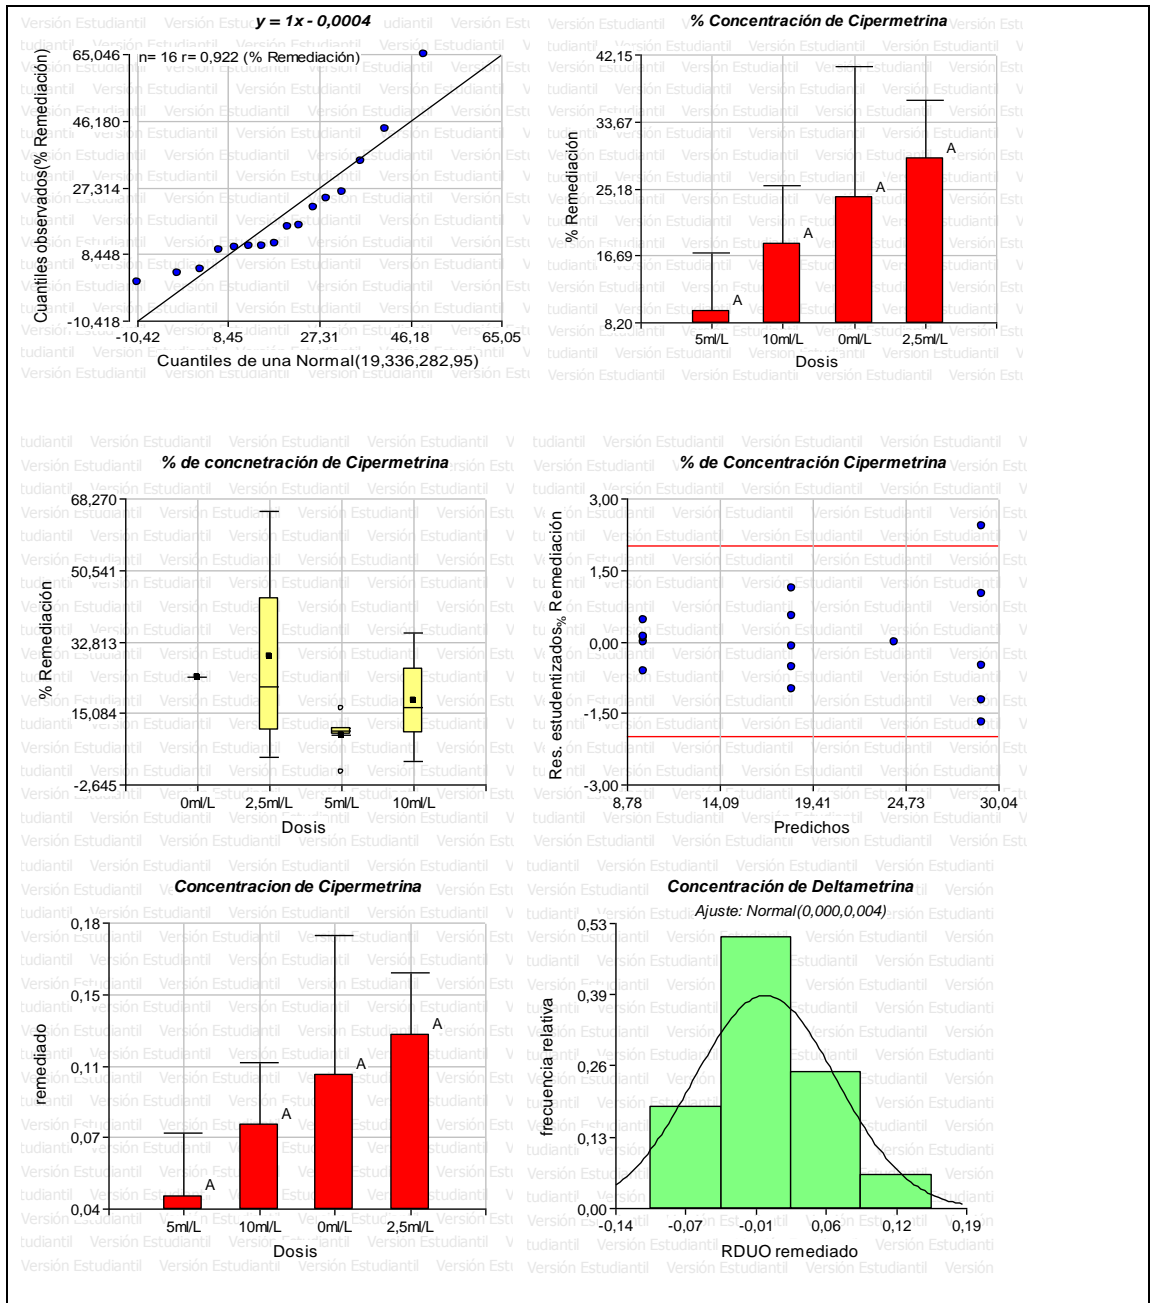 y = 1x - 0,0004
n= 16 r= 0,922 (% Remediación)
Cuantiles observados(% Remediación)
65,046
46,180
27,314
8,448
-10,418
-10,42 8,45 27,31 46,18 65,05
Cuantiles de una Normal(19,336,282,95)
% Concentración de Cipermetrina
% Remediación
42,15
33,67
25,18
16,69
8,20
A A A A
5ml/L 10ml/L 0ml/L 2,5ml/L
Dosis
% de concnetración de Cipermetrina
% Remediación
68,270
50,541
32,813
15,084
-2,645
0ml/L 2,5ml/L 5ml/L 10ml/L
Dosis
% de Concentración Cipermetrina
Res. estudentizados_% Remediación
3,00
1,50
0,00
-1,50
-3,00
8,78 14,09 19,41 24,73 30,04
Predichos
Concentracion de Cipermetrina
remediado
0,18
0,15
0,11
0,07
0,04
A A A A
5ml/L 10ml/L 0ml/L 2,5ml/L
Dosis
Concentración de Deltametrina
Ajuste: Normal(0,000,0,004)
frecuencia relativa
0,53
0,39
0,26
0,13
0,00
-0,14 -0,07 -0,01 0,06 0,12 0,19
RDUO remediado
Versión Estudiantil